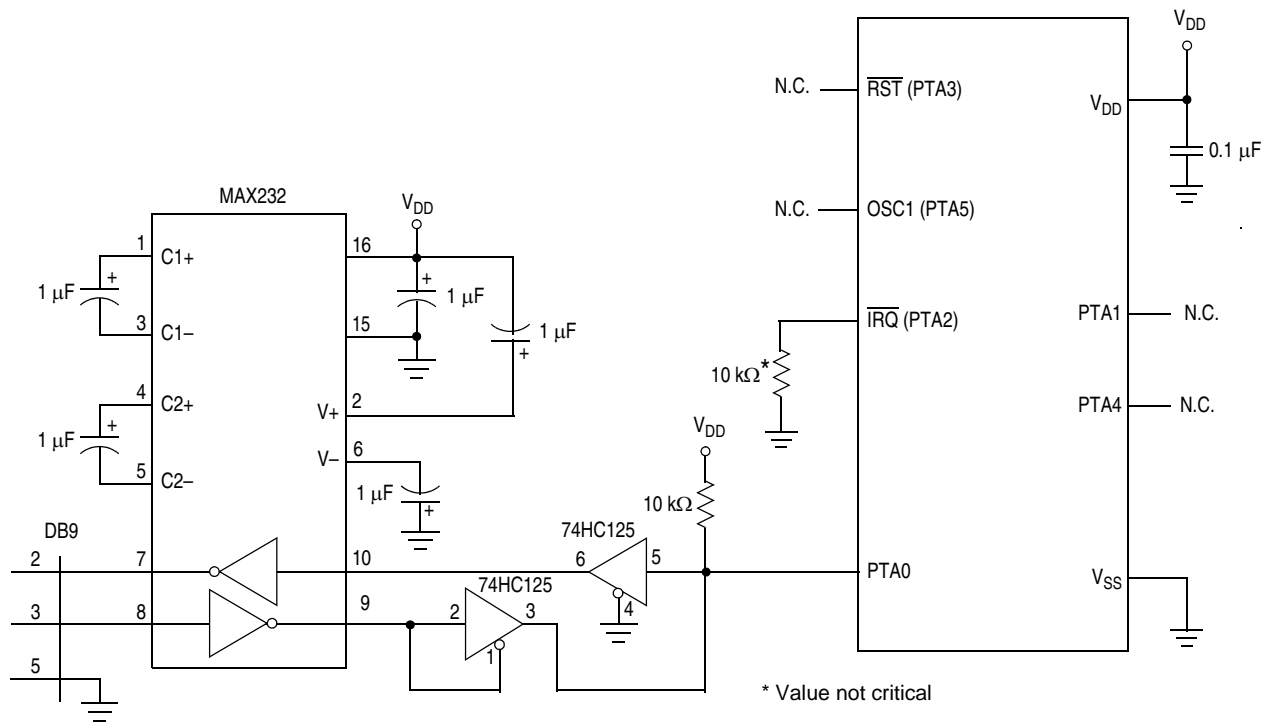 V_DD
N.C.
R̅S̅T̅ (PTA3)
V_DD
0.1 μF
MAX232
V_DD
N.C.
OSC1 (PTA5)
1
C1+
16
1 μF
+
+
1 μF
3
C1–
15
1 μF
+
I̅R̅Q̅ (PTA2)
PTA1
N.C.
10 kΩ*
4
C2+
V+
2
PTA4
N.C.
1 μF
+
V_DD
V–
6
5
C2–
1 μF
+
10 kΩ
DB9
74HC125
2
7
10
6
5
PTA0
V_SS
74HC125
4
3
8
9
2
3
1
5
* Value not critical